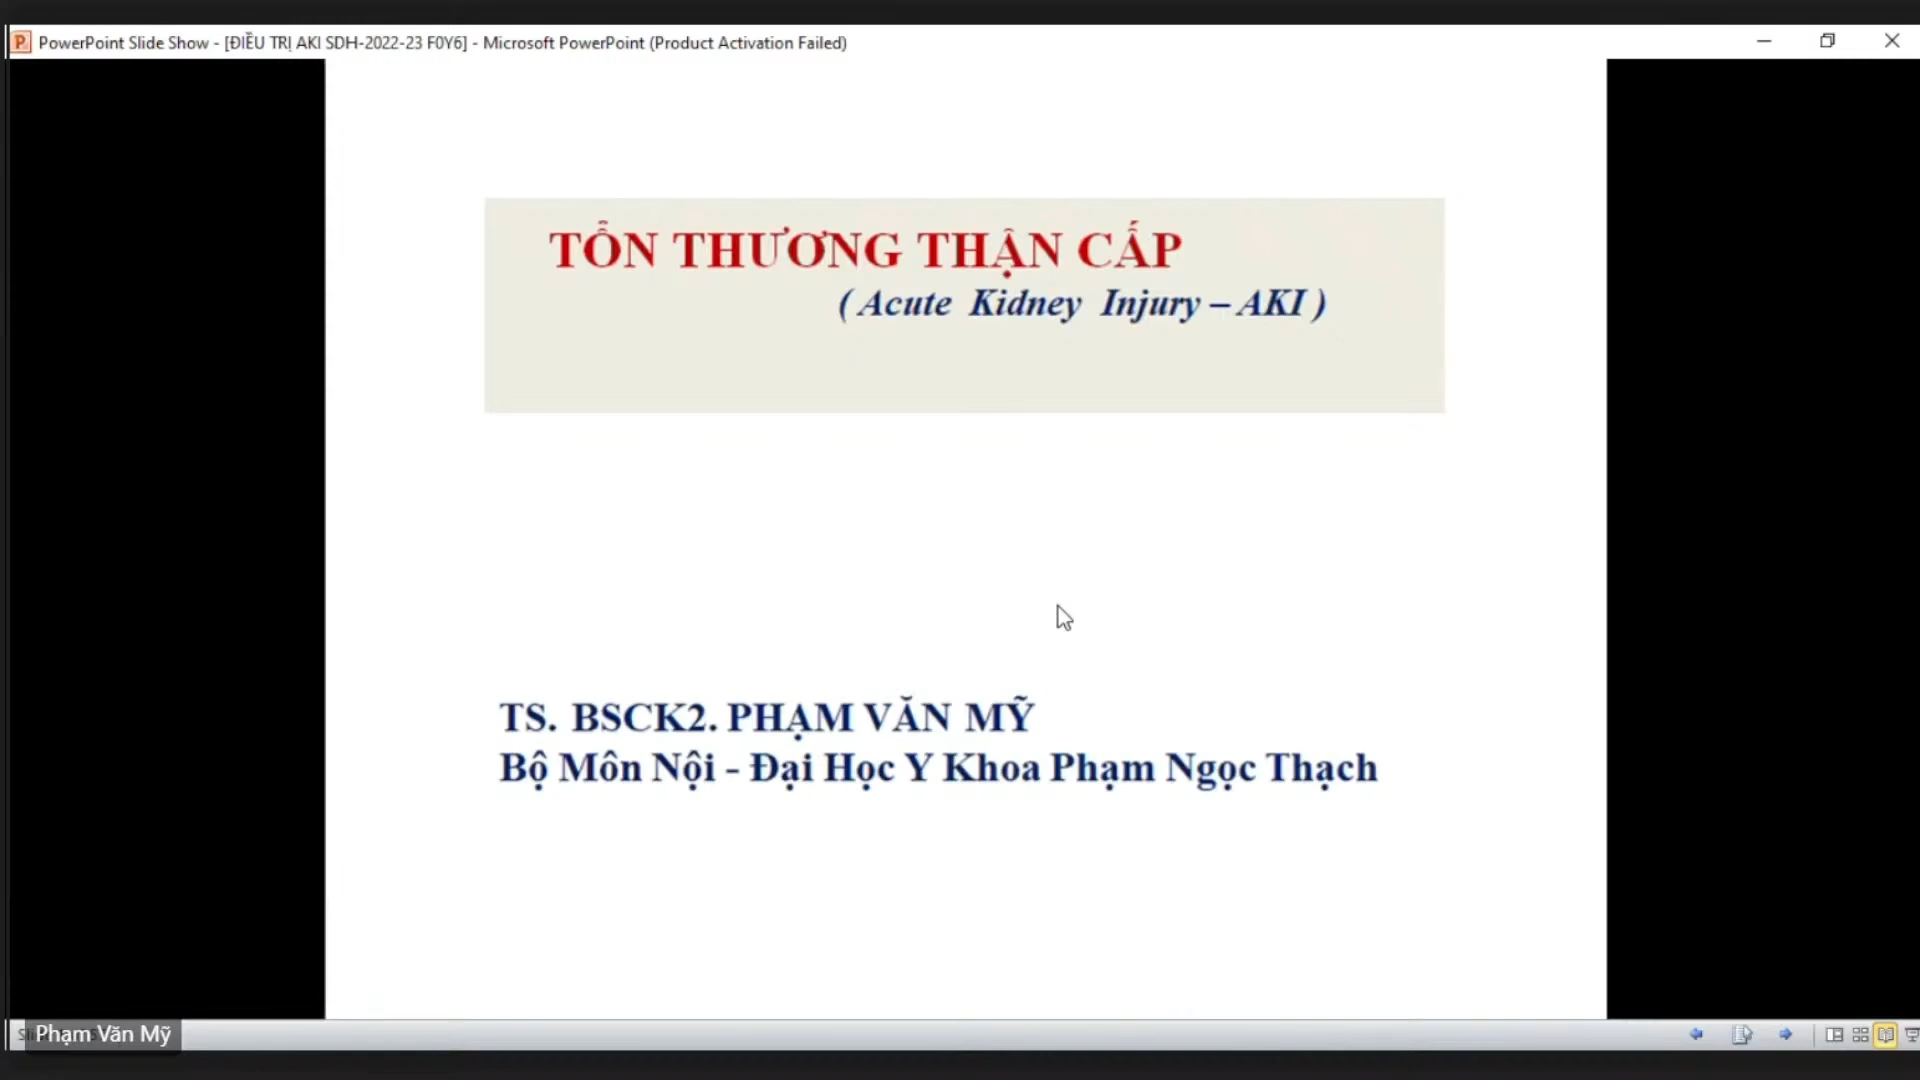 PowerPoint Slide Show - [ĐIỀU TRỊ AKI SDH-2022-23 F0Y6] - Microsoft PowerPoint (Product Activation Failed)
TỔN THƯƠNG THẬN CẤP
( Acute Kidney Injury – AKI )
TS. BSCK2. PHẠM VĂN MỸ
Bộ Môn Nội - Đại Học Y Khoa Phạm Ngọc Thạch
Phạm Văn Mỹ